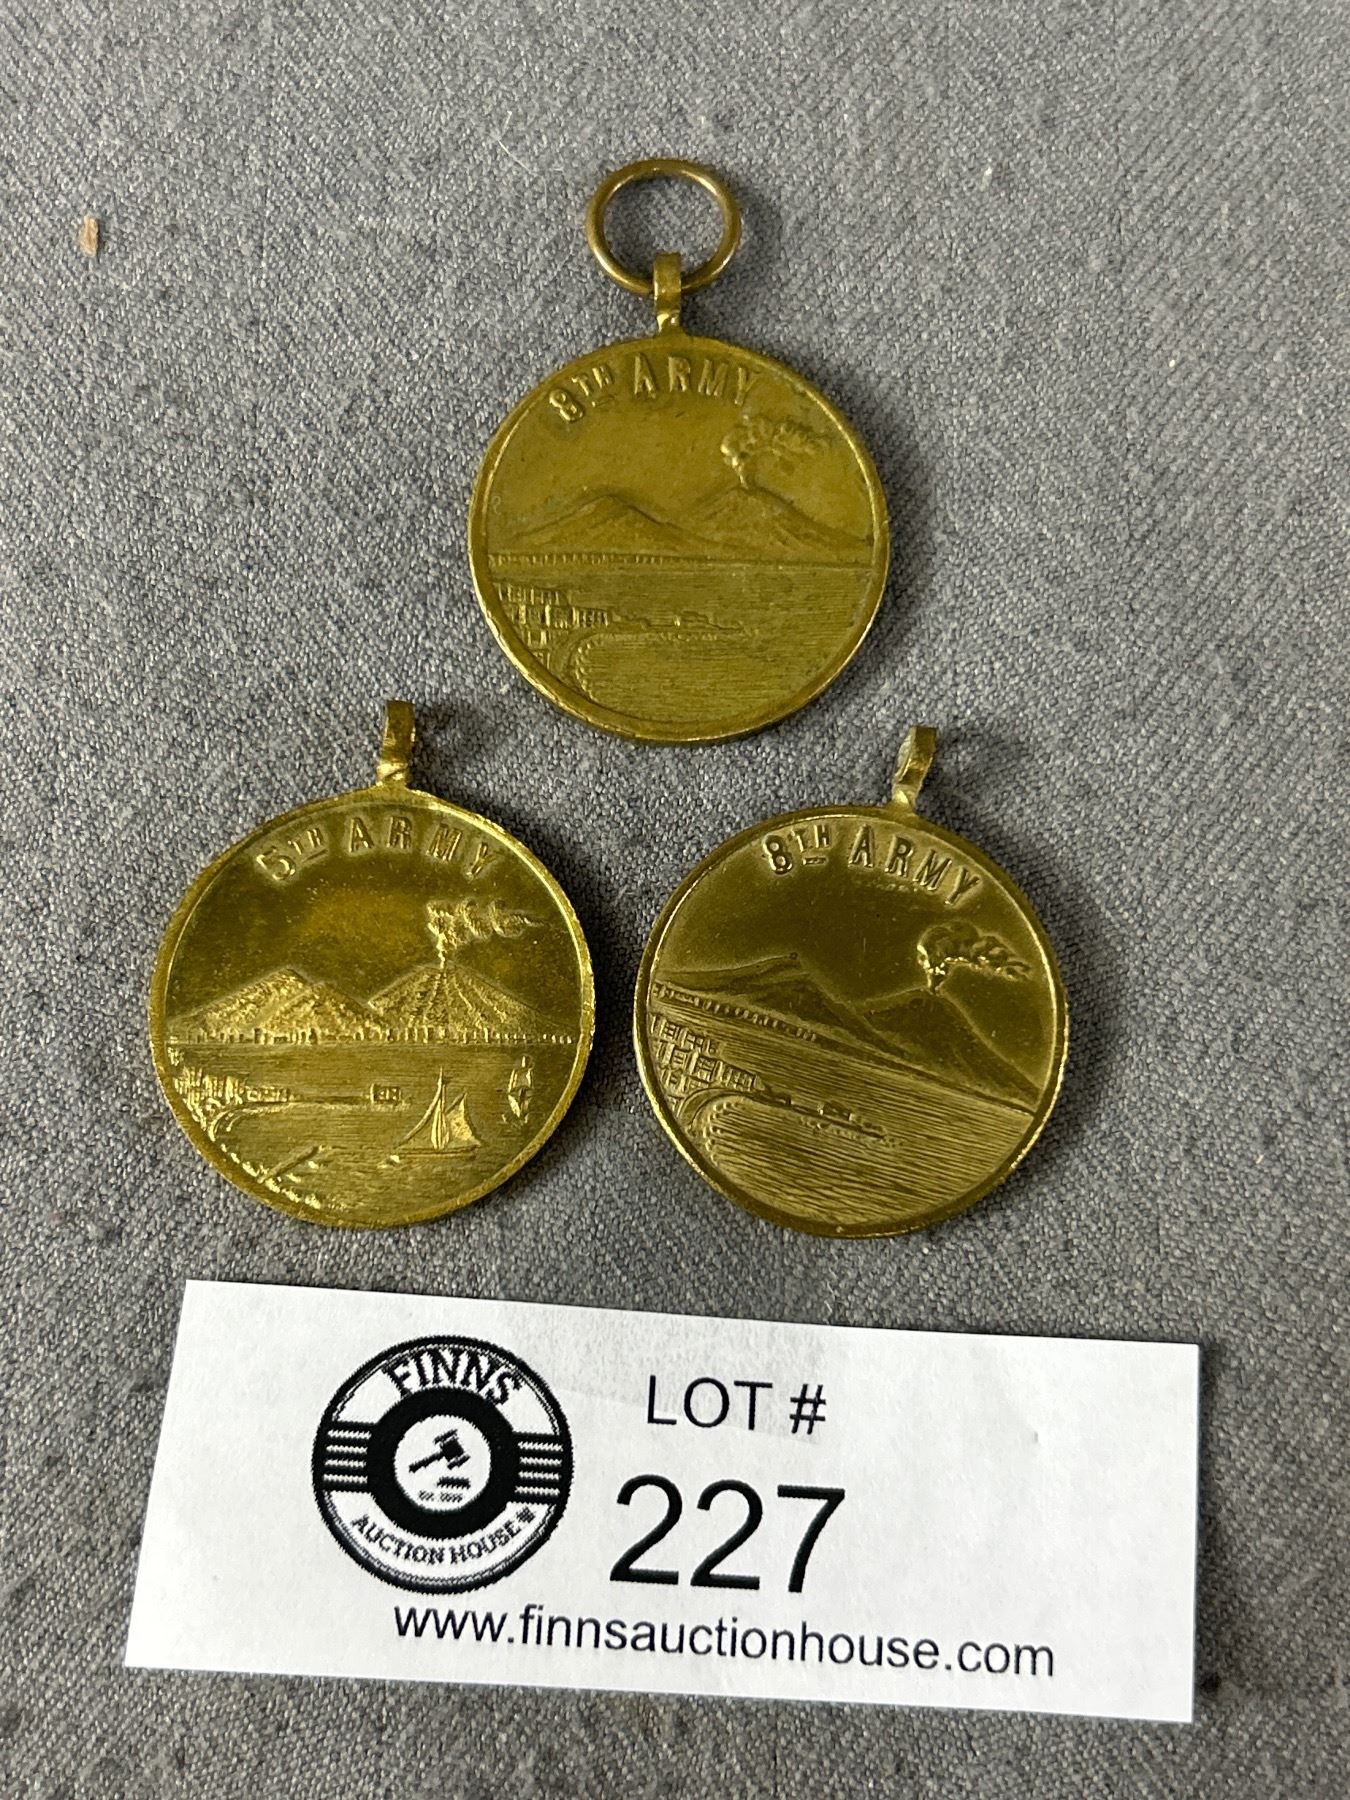 8TH ARMY
5TH ARMY
8TH ARMY
FINNS
AUCTION HOUSE
LOT #
227
www.finnsauctionhouse.com